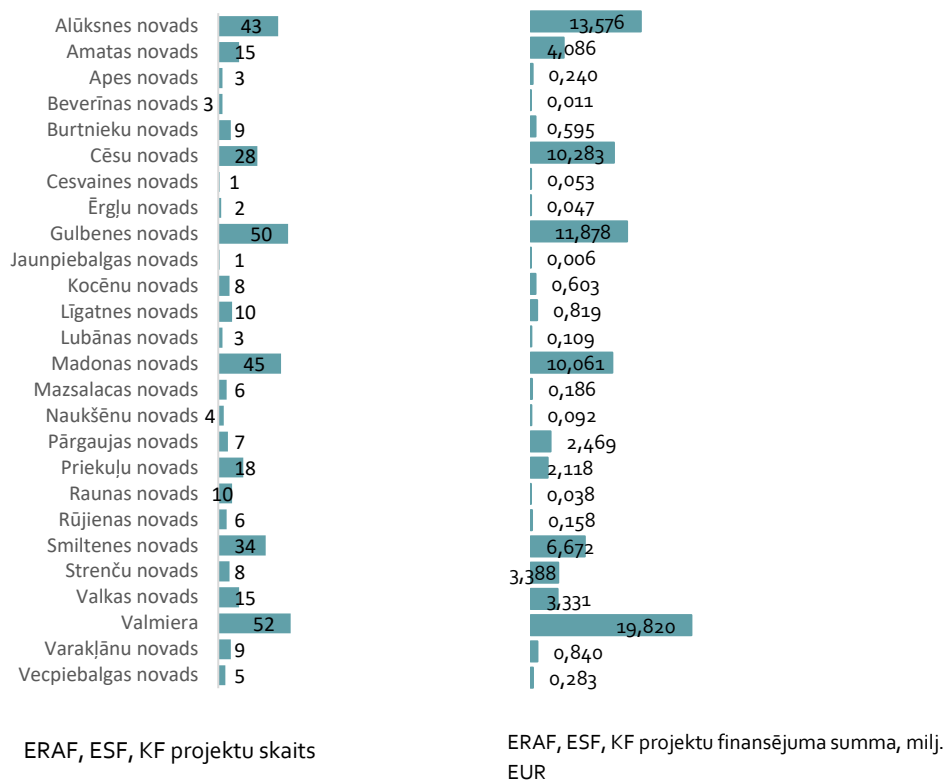 Alūksnes novads 43 13,576
Amatas novads 15 4,086
Apes novads 3 0,240
Beverīnas novads 3 0,011
Burtnieku novads 9 0,595
Cēsu novads 28 10,283
Cesvaines novads 1 0,053
Ērgļu novads 2 0,047
Gulbenes novads 50 11,878
Jaunpiebalgas novads 1 0,006
Kocēnu novads 8 0,603
Līgatnes novads 10 0,819
Lubānas novads 3 0,109
Madonas novads 45 10,061
Mazsalacas novads 6 0,186
Naukšēnu novads 4 0,092
Pārgaujas novads 7 2,469
Priekuļu novads 18 2,118
Raunas novads 10 0,038
Rūjienas novads 6 0,158
Smiltenes novads 34 6,672
Strenču novads 8 3,388
Valkas novads 15 3,331
Valmiera 52 19,820
Varakļānu novads 9 0,840
Vecpiebalgas novads 5 0,283
ERAF, ESF, KF projektu skaits
ERAF, ESF, KF projektu finansējuma summa, milj.
EUR